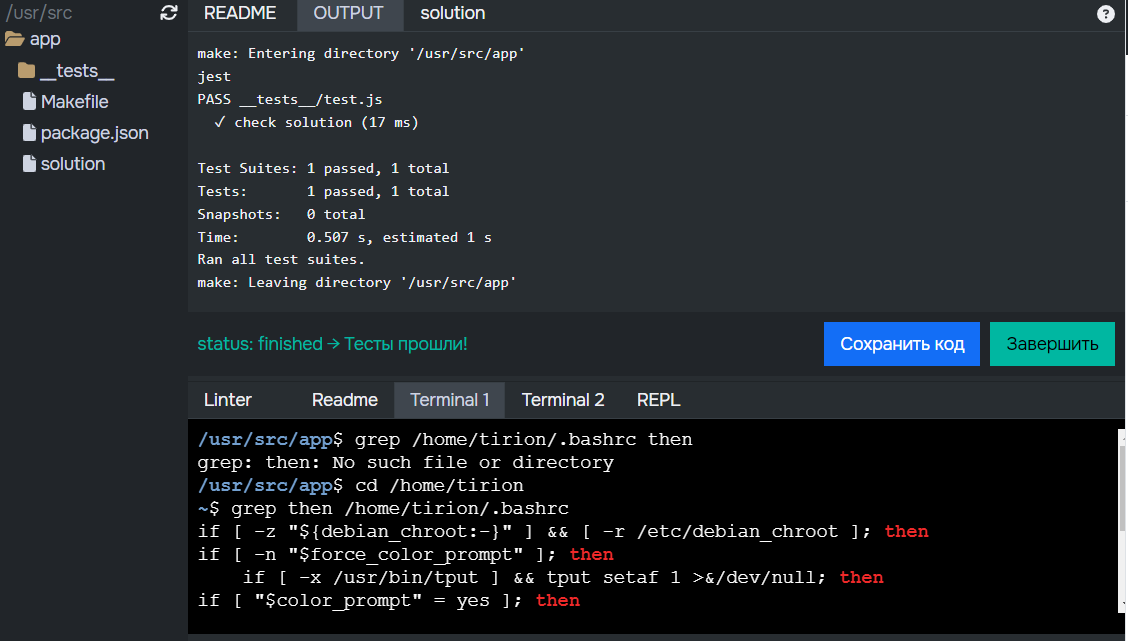 /usr/src
app
__tests__
Makefile
package.json
solution
README OUTPUT solution ?
make: Entering directory '/usr/src/app'
jest
PASS __tests__/test.js
✓ check solution (17 ms)
Test Suites: 1 passed, 1 total
Tests: 1 passed, 1 total
Snapshots: 0 total
Time: 0.507 s, estimated 1 s
Ran all test suites.
make: Leaving directory '/usr/src/app'
status: finished → Тесты прошли!
Сохранить код Завершить
Linter Readme Terminal 1 Terminal 2 REPL
/usr/src/app$ grep /home/tirion/.bashrc then
grep: then: No such file or directory
/usr/src/app$ cd /home/tirion
~$ grep then /home/tirion/.bashrc
if [ -z "${debian_chroot:-}" ] && [ -r /etc/debian_chroot ]; then
if [ -n "$force_color_prompt" ]; then
if [ -x /usr/bin/tput ] && tput setaf 1 >&/dev/null; then
if [ "$color_prompt" = yes ]; then